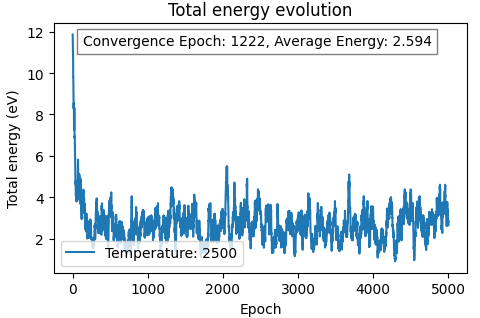 Total energy evolution
Convergence Epoch: 1222, Average Energy: 2.594
Total energy (eV)
12
10
8
6
4
2
Temperature: 2500
0 1000 2000 3000 4000 5000
Epoch